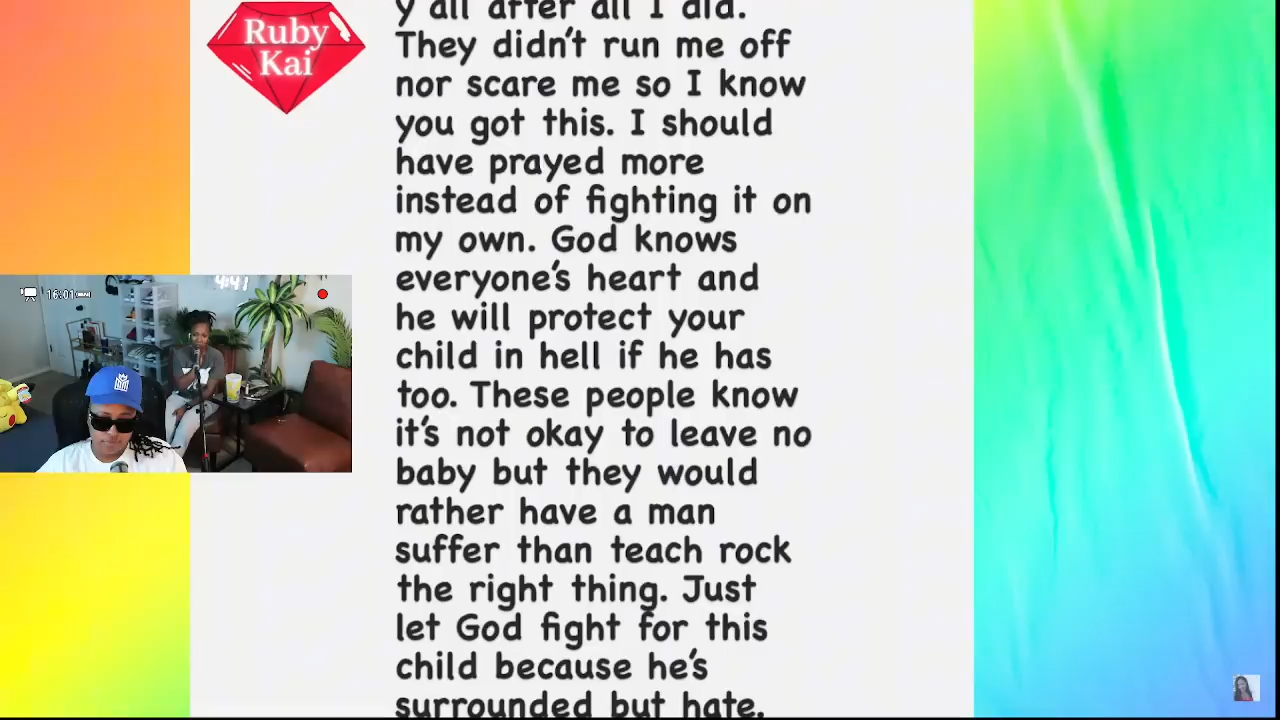 Ruby
Kai
y'all after all I did.
They didn't run me off
nor scare me so I know
you got this. I should
have prayed more
instead of fighting it on
my own. God knows
everyone's heart and
he will protect your
child in hell if he has
too. These people know
it's not okay to leave no
baby but they would
rather have a man
suffer than teach rock
the right thing. Just
let God fight for this
child because he's
surrounded but hate.
4:41
16:01